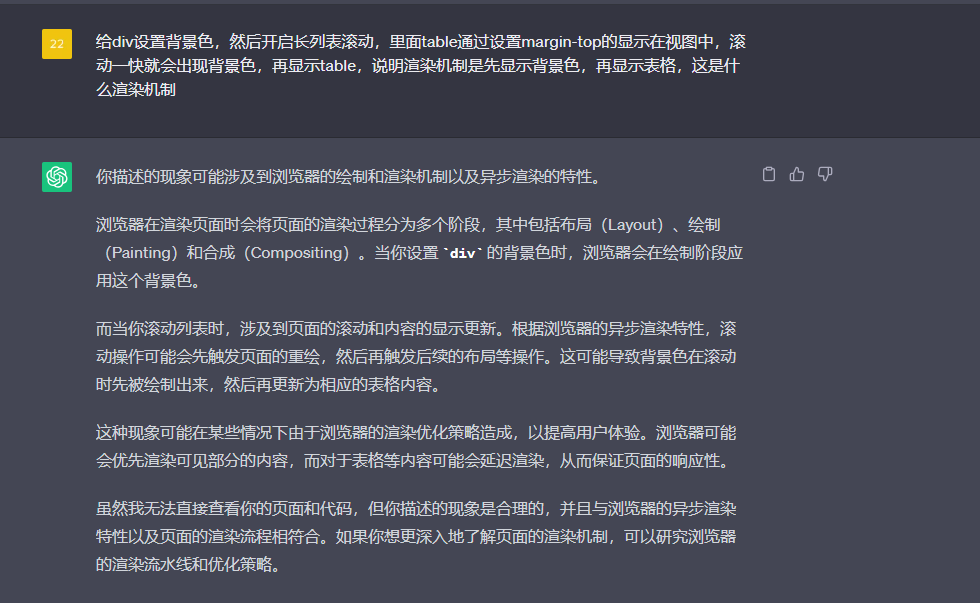 22
给div设置背景色，然后开启长列表滚动，里面table通过设置margin-top的显示在视图中，滚
动一快就会出现背景色，再显示table，说明渲染机制是先显示背景色，再显示表格，这是什
么渲染机制
你描述的现象可能涉及到浏览器的绘制和渲染机制以及异步渲染的特性。
浏览器在渲染页面时会将页面的渲染过程分为多个阶段，其中包括布局（Layout）、绘制
（Painting）和合成（Compositing）。当你设置 `div` 的背景色时，浏览器会在绘制阶段应
用这个背景色。
而当你滚动列表时，涉及到页面的滚动和内容的显示更新。根据浏览器的异步渲染特性，滚
动操作可能会先触发页面的重绘，然后再触发后续的布局等操作。这可能导致背景色在滚动
时先被绘制出来，然后再更新为相应的表格内容。
这种现象可能在某些情况下由于浏览器的渲染优化策略造成，以提高用户体验。浏览器可能
会优先渲染可见部分的内容，而对于表格等内容可能会延迟渲染，从而保证页面的响应性。
虽然我无法直接查看你的页面和代码，但你描述的现象是合理的，并且与浏览器的异步渲染
特性以及页面的渲染流程相符合。如果你想更深入地了解页面的渲染机制，可以研究浏览器
的渲染流水线和优化策略。